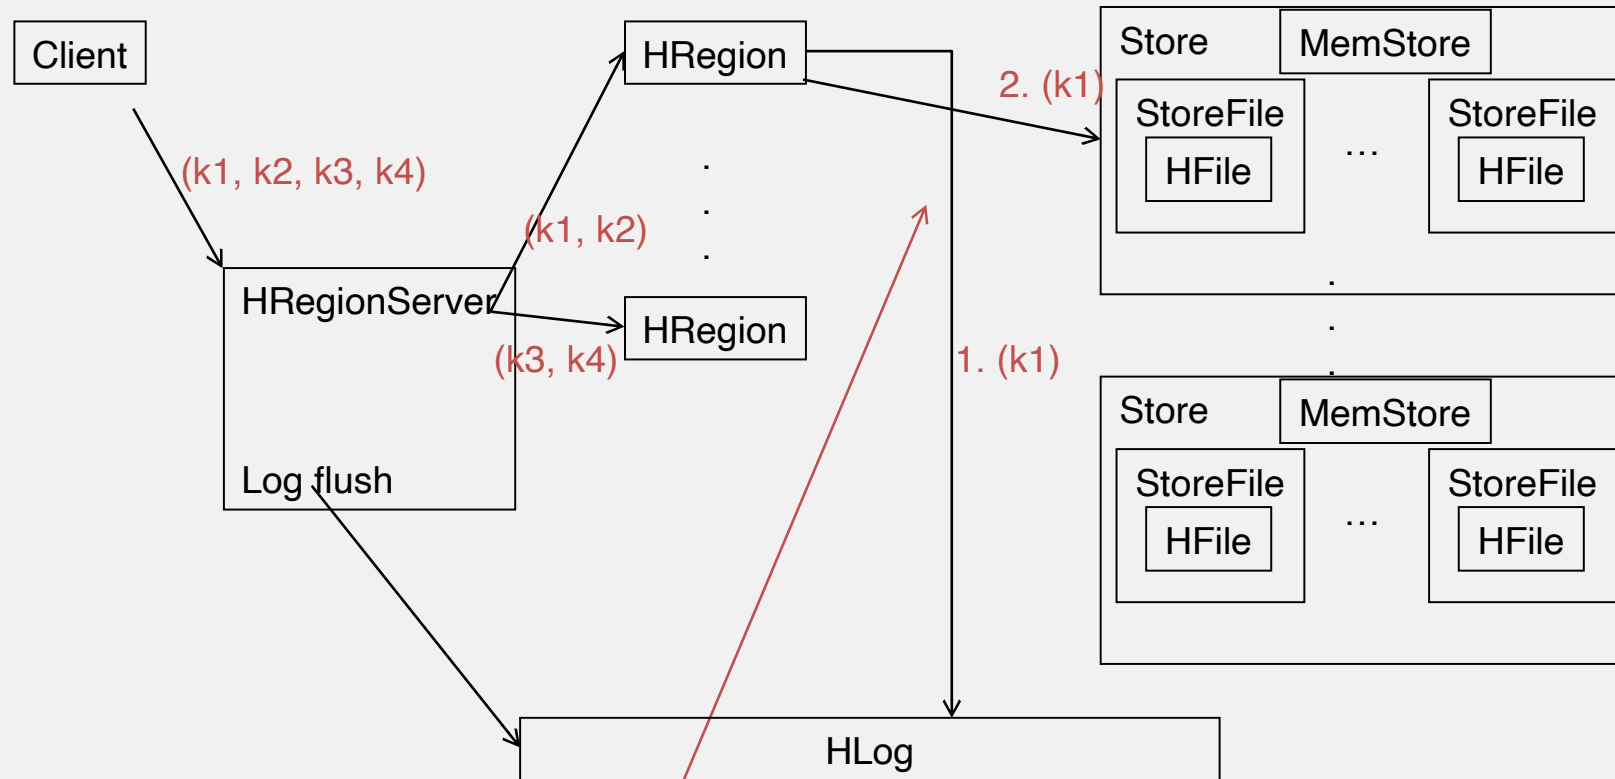 Client
HRegion
Store
MemStore
2. (k1)
StoreFile
...
StoreFile
HFile
HFile
(k1, k2, k3, k4)
.
.
.
(k1, k2)
HRegionServer
HRegion
(k3, k4)
1. (k1)
.
.
.
Store
MemStore
StoreFile
...
StoreFile
HFile
HFile
Log flush
HLog